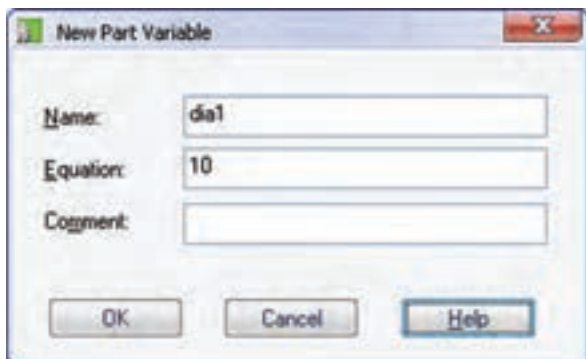 New Part Variable
Name: dia1
Equation: 10
Comment:
OK Cancel Help